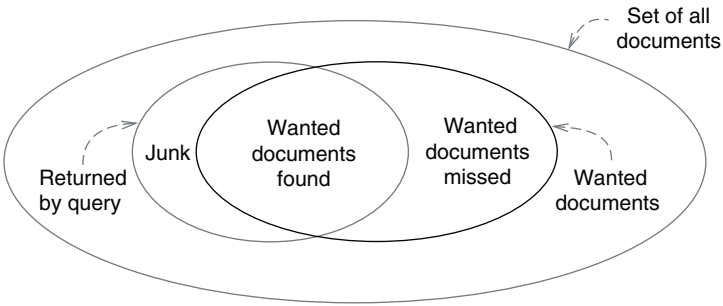 Set of all
documents
Junk
Wanted
documents
found
Wanted
documents
missed
Returned
by query
Wanted
documents